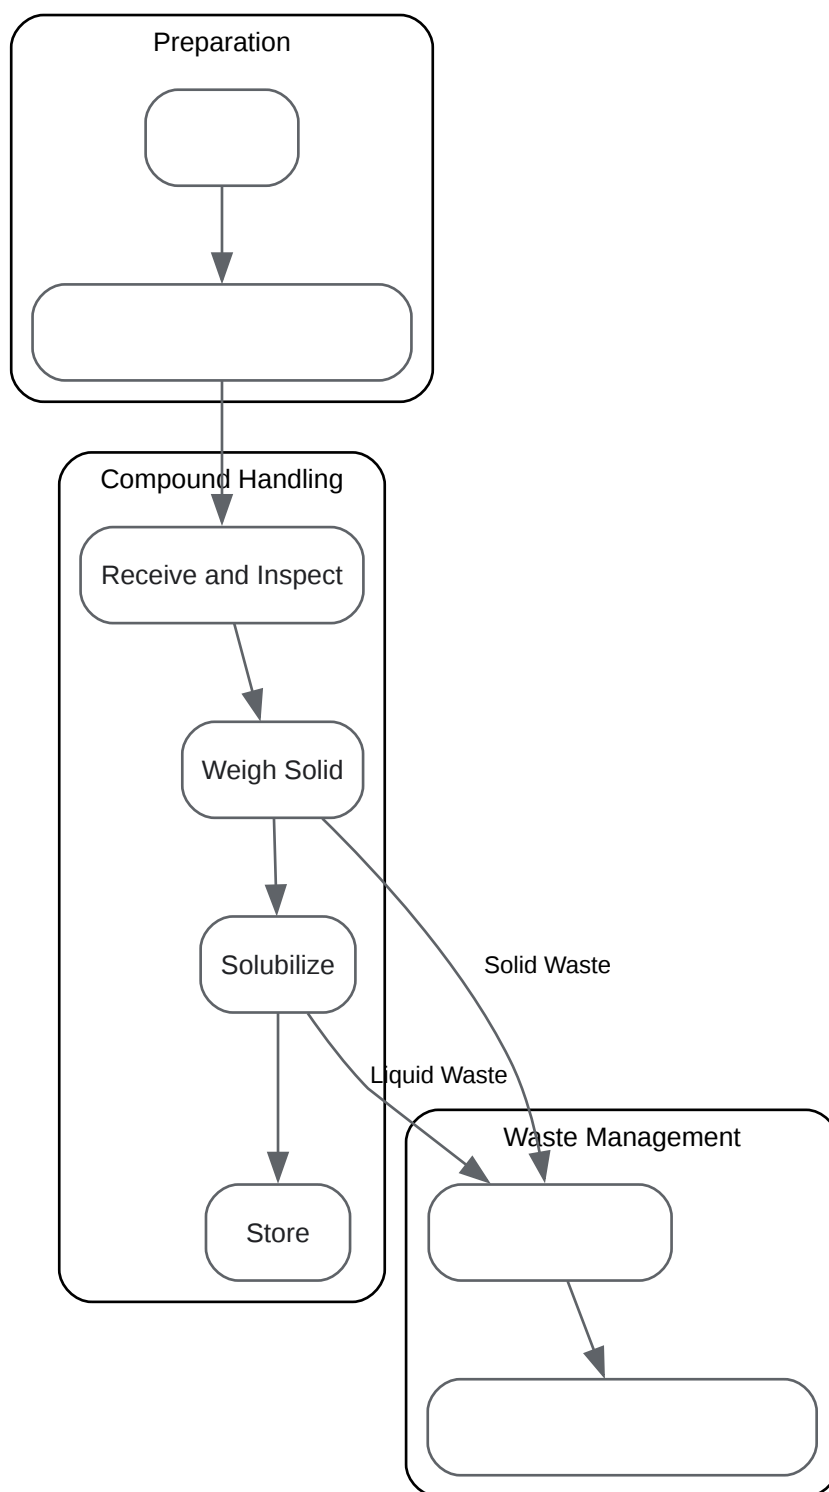 Preparation
Compound Handling
Receive and Inspect
Weigh Solid
Solubilize
Solid Waste
Liquid Waste
Waste Management
Store